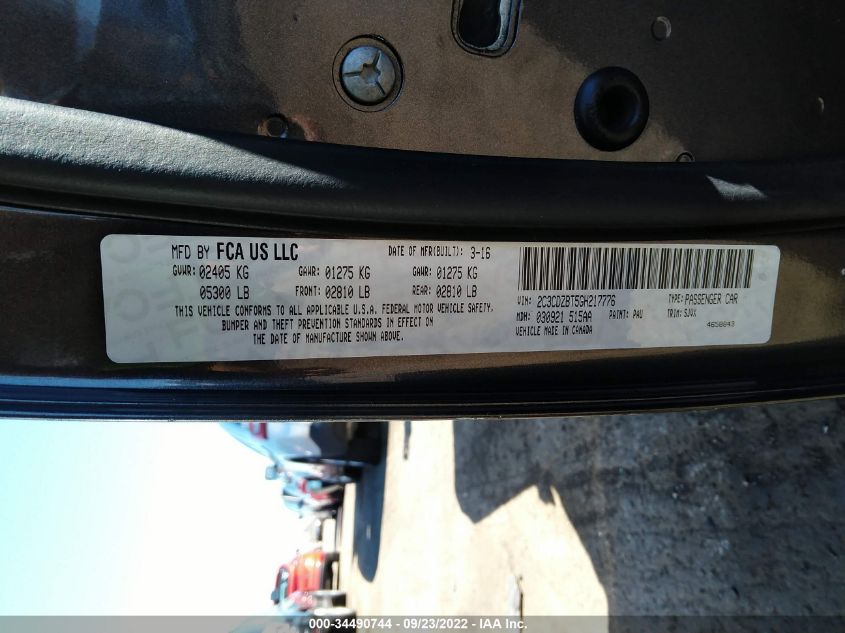 MFD BY FCA US LLC DATE OF MFR(BUILT): 3-16
GVWR: 02405 KG GAWR: 01275 KG GAWR: 01275 KG
05300 LB FRONT: 02810 LB REAR: 02810 LB
THIS VEHICLE CONFORMS TO ALL APPLICABLE U.S.A. FEDERAL MOTOR VEHICLE SAFETY,
BUMPER AND THEFT PREVENTION STANDARDS IN EFFECT ON
THE DATE OF MANUFACTURE SHOWN ABOVE.
VIN: 2C3CDZBT5GH217776 TYPE: PASSENGER CAR
MDH: 030921 515AA PAINT: PAU TRIM: SJVX
VEHICLE MADE IN CANADA 4658643
000-34490744 - 09/23/2022 - IAA Inc.